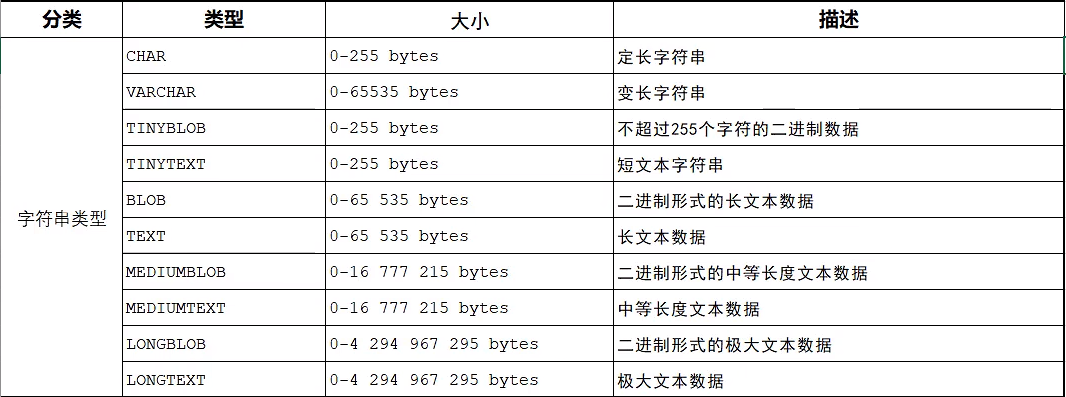 分类 类型 大小 描述
CHAR 0-255 bytes 定长字符串
VARCHAR 0-65535 bytes 变长字符串
TINYBLOB 0-255 bytes 不超过255个字符的二进制数据
TINYTEXT 0-255 bytes 短文本字符串
BLOB 0-65 535 bytes 二进制形式的长文本数据
字符串类型
TEXT 0-65 535 bytes 长文本数据
MEDIUMBLOB 0-16 777 215 bytes 二进制形式的中等长度文本数据
MEDIUMTEXT 0-16 777 215 bytes 中等长度文本数据
LONGBLOB 0-4 294 967 295 bytes 二进制形式的极大文本数据
LONGTEXT 0-4 294 967 295 bytes 极大文本数据